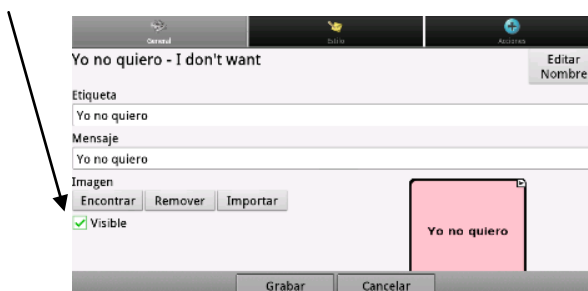 General Estilo Acciones
Yo no quiero - I don't want
Editar Nombre
Etiqueta
Yo no quiero
Mensaje
Yo no quiero
Imagen
Encontrar Remover Importar
Visible
Yo no quiero
Grabar Cancelar